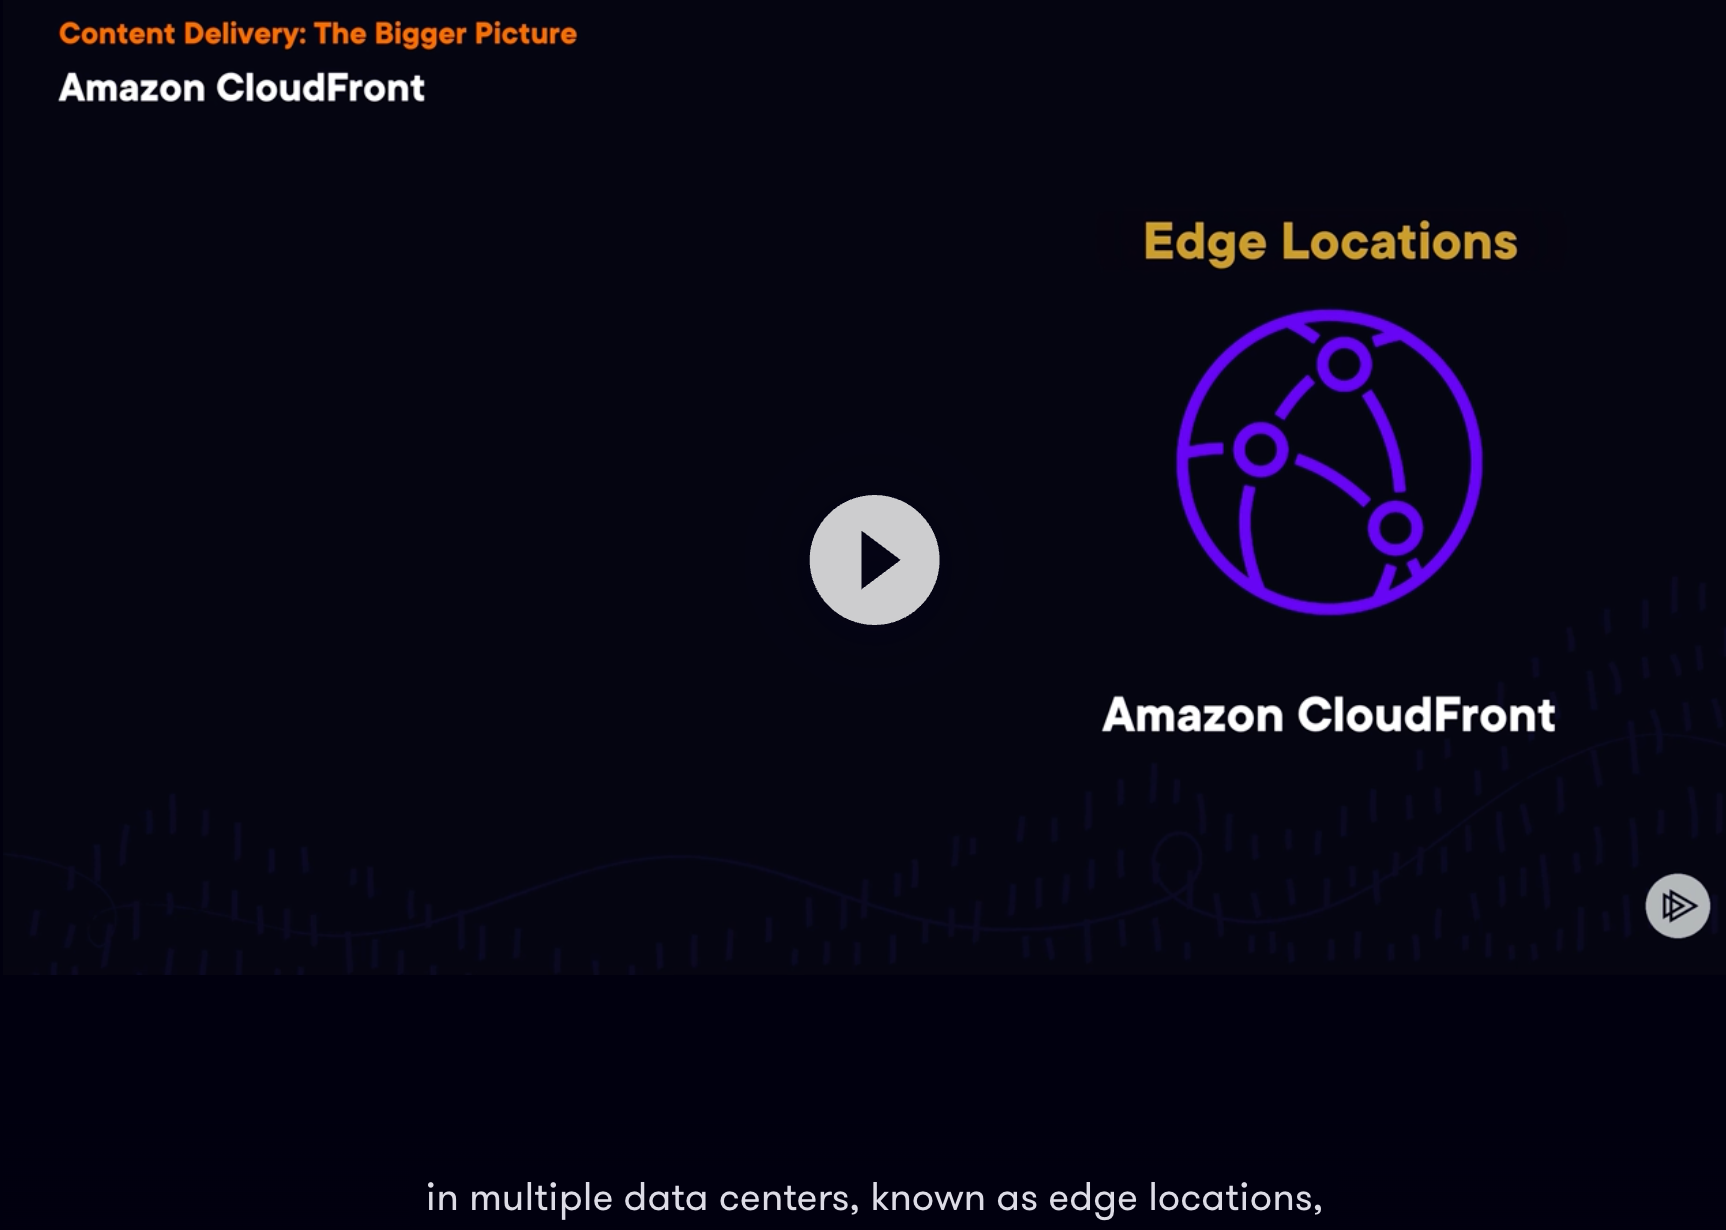 Content Delivery: The Bigger Picture
Amazon CloudFront
Edge Locations
Amazon CloudFront
in multiple data centers, known as edge locations,